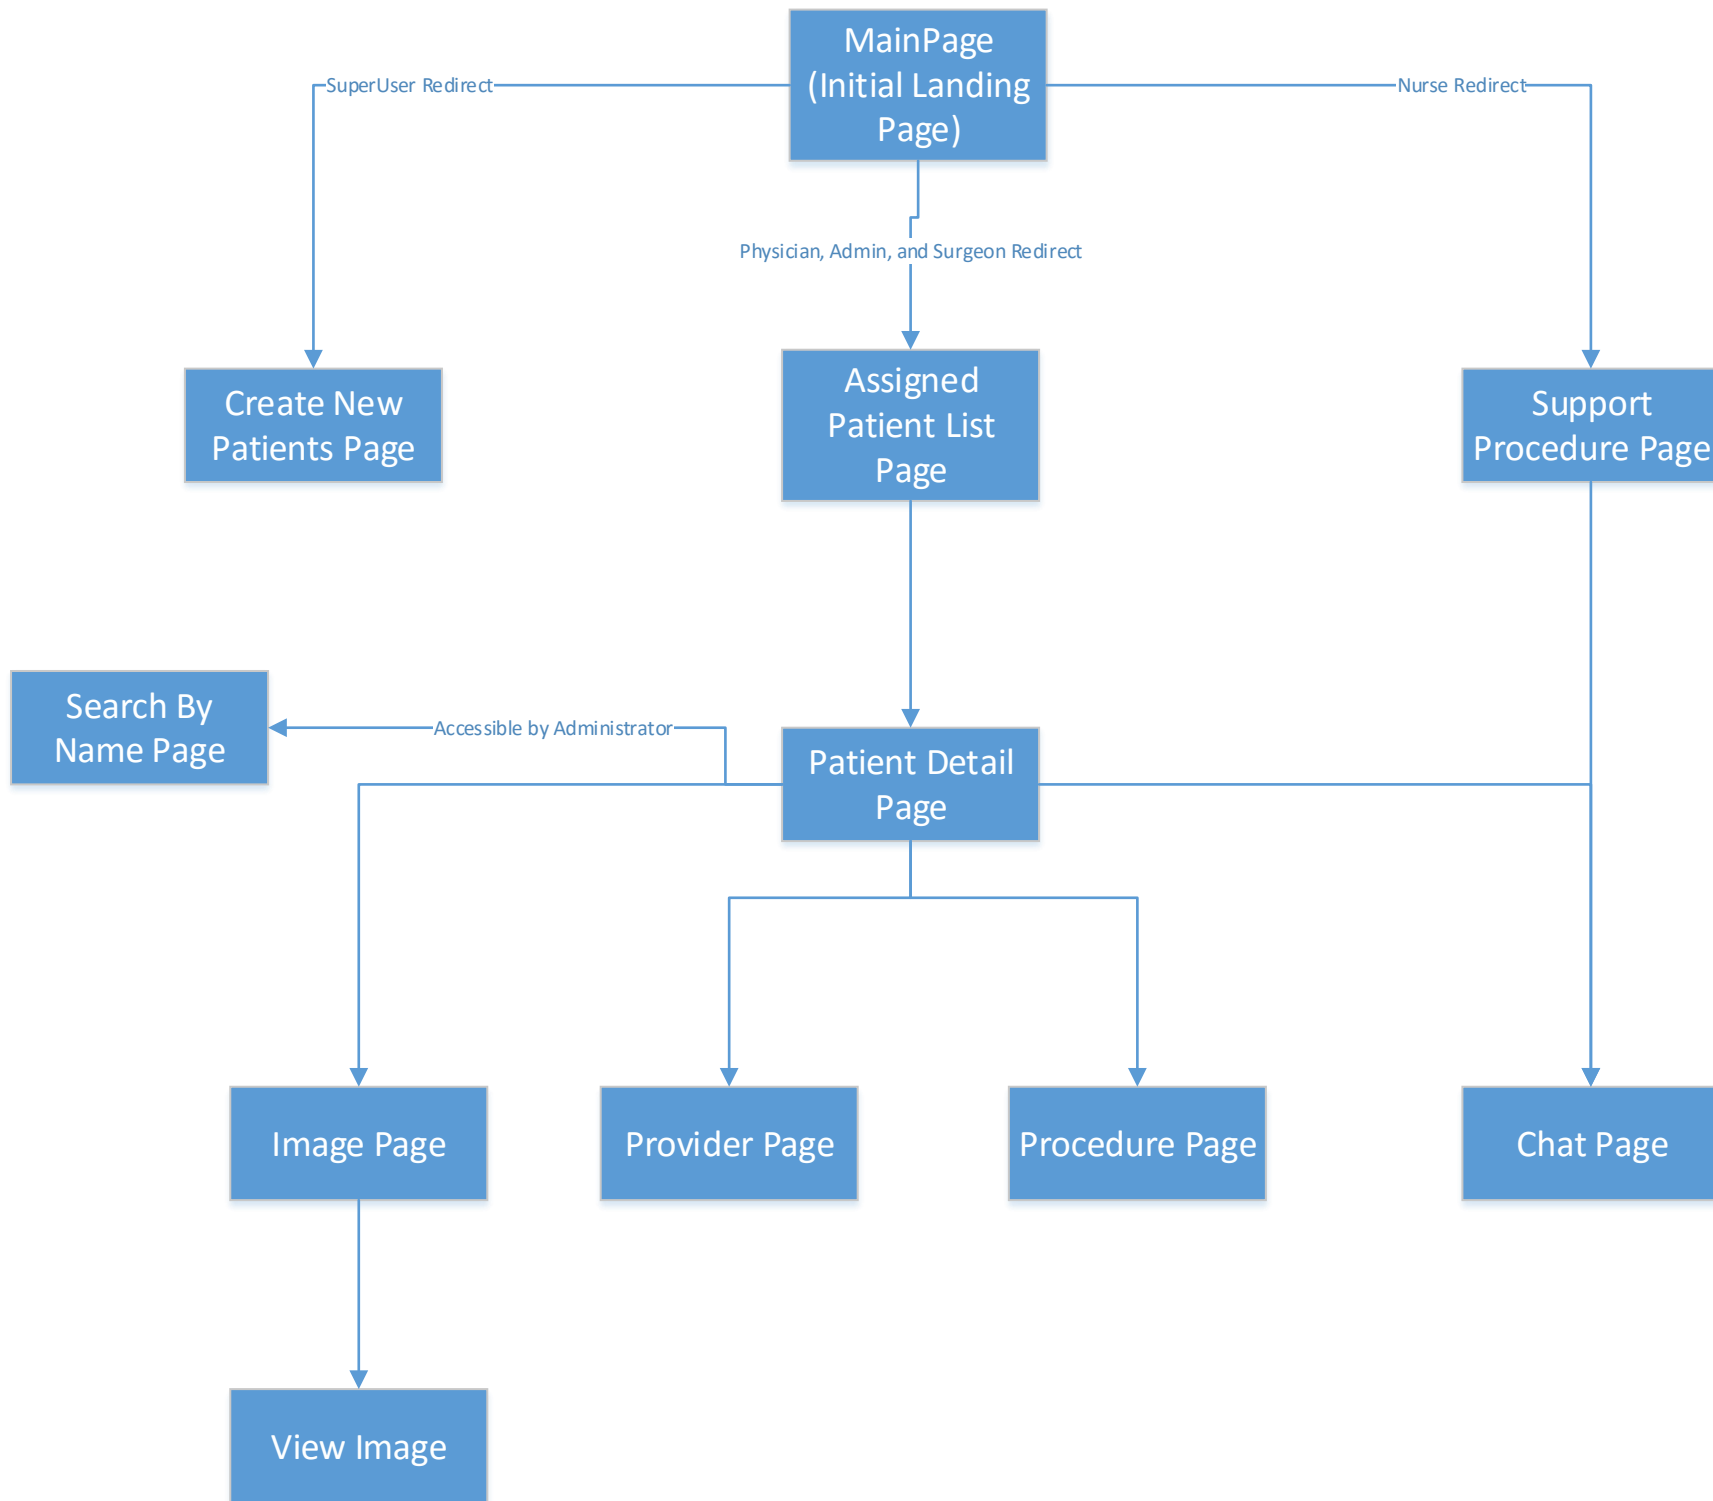 MainPage
(Initial Landing
Page)
SuperUser Redirect
Nurse Redirect
Physician, Admin, and Surgeon Redirect
Create New
Patients Page
Assigned
Patient List
Page
Support
Procedure Page
Search By
Name Page
Accessible by Administrator
Patient Detail
Page
Image Page
Provider Page
Procedure Page
Chat Page
View Image